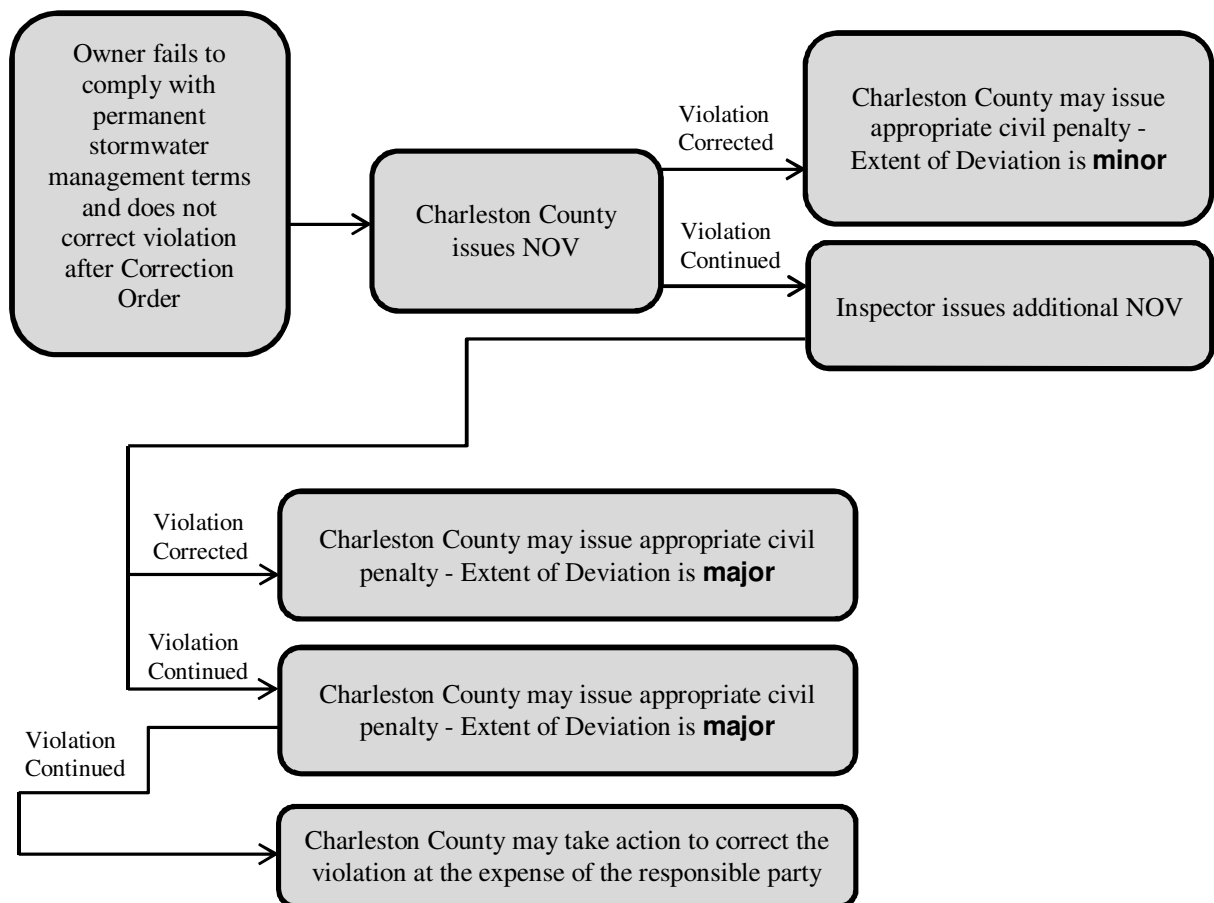 Owner fails to
comply with
permanent
stormwater
management terms
and does not
correct violation
after Correction
Order
Charleston County
issues NOV
Violation
Corrected
Charleston County may issue
appropriate civil penalty -
Extent of Deviation is minor
Violation
Continued
Inspector issues additional NOV
Violation
Corrected
Charleston County may issue appropriate civil
penalty - Extent of Deviation is major
Violation
Continued
Charleston County may issue appropriate civil
penalty - Extent of Deviation is major
Violation
Continued
Charleston County may take action to correct the
violation at the expense of the responsible party